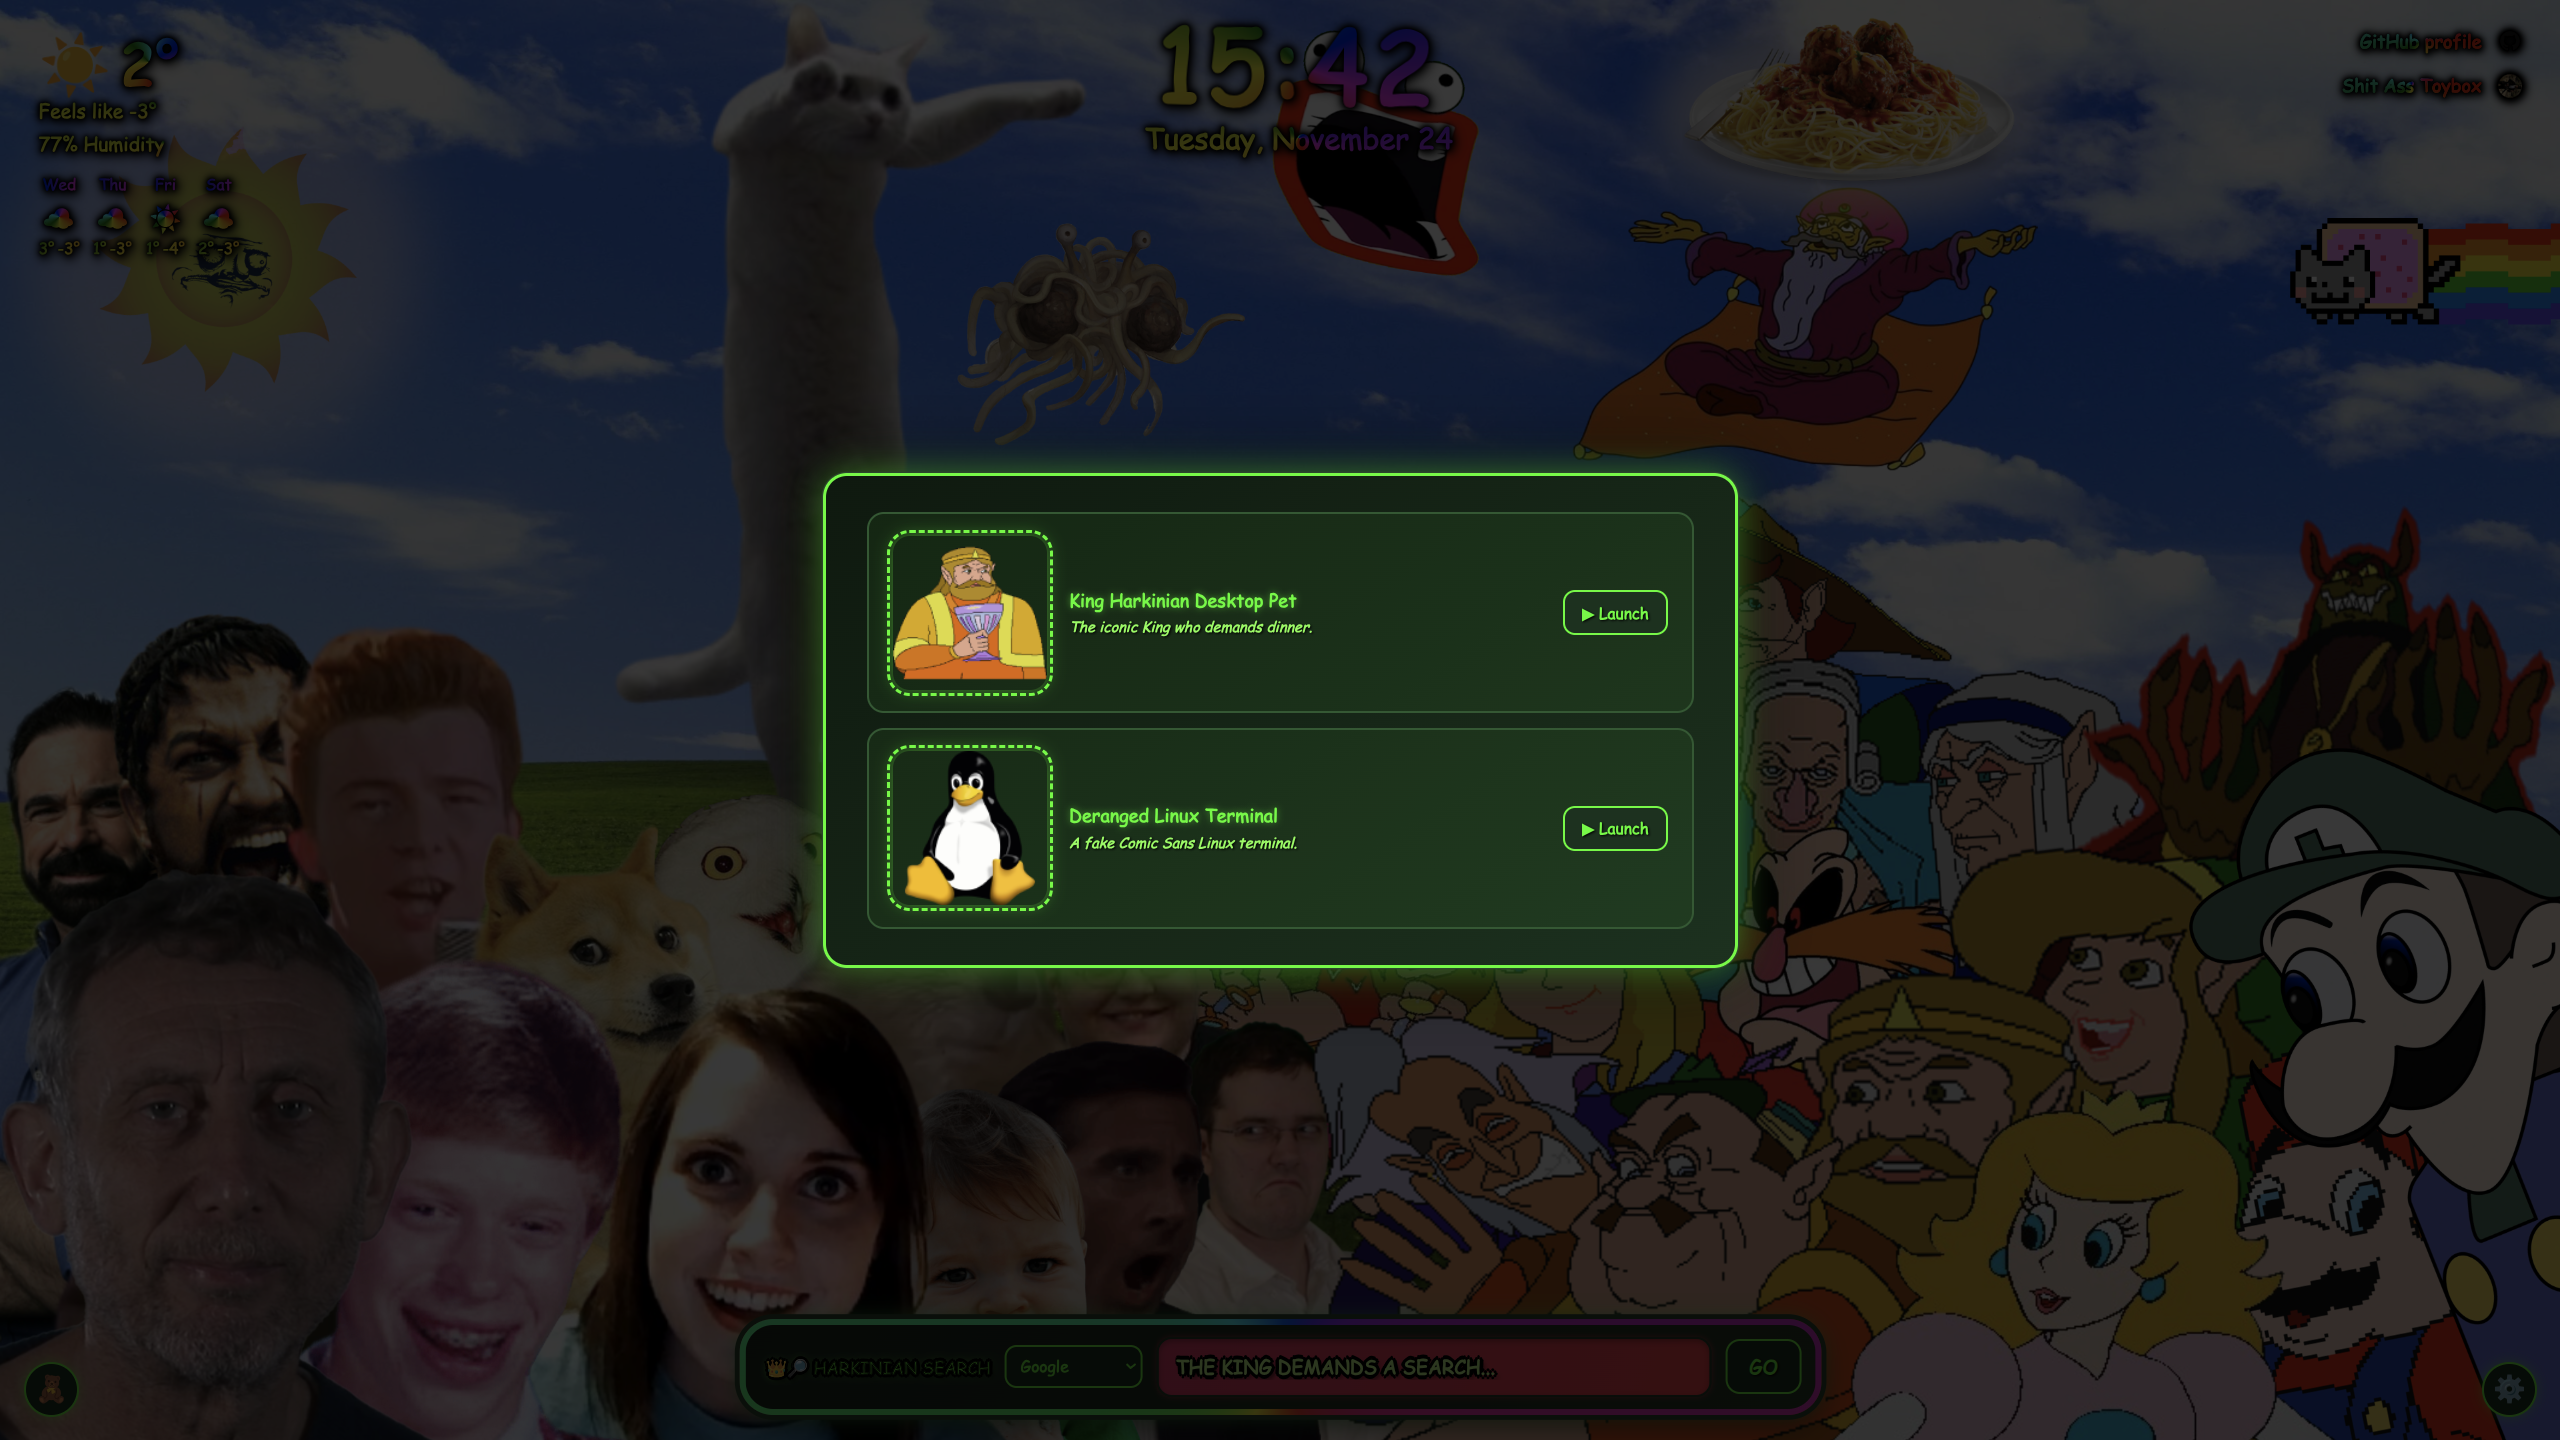 2°
Feels like -3°
77% Humidity
Wed Thu Fri Sat
3° -3° 1° -3° 1° -4° 2° -3°
15:42
Tuesday, November 24
GitHub profile
Shit Ass Toybox
King Harkinian Desktop Pet
The iconic King who demands dinner.
▶ Launch
Deranged Linux Terminal
A fake Comic Sans Linux terminal.
▶ Launch
L
HARKINIAN SEARCH
Google
THE KING DEMANDS A SEARCH...
GO